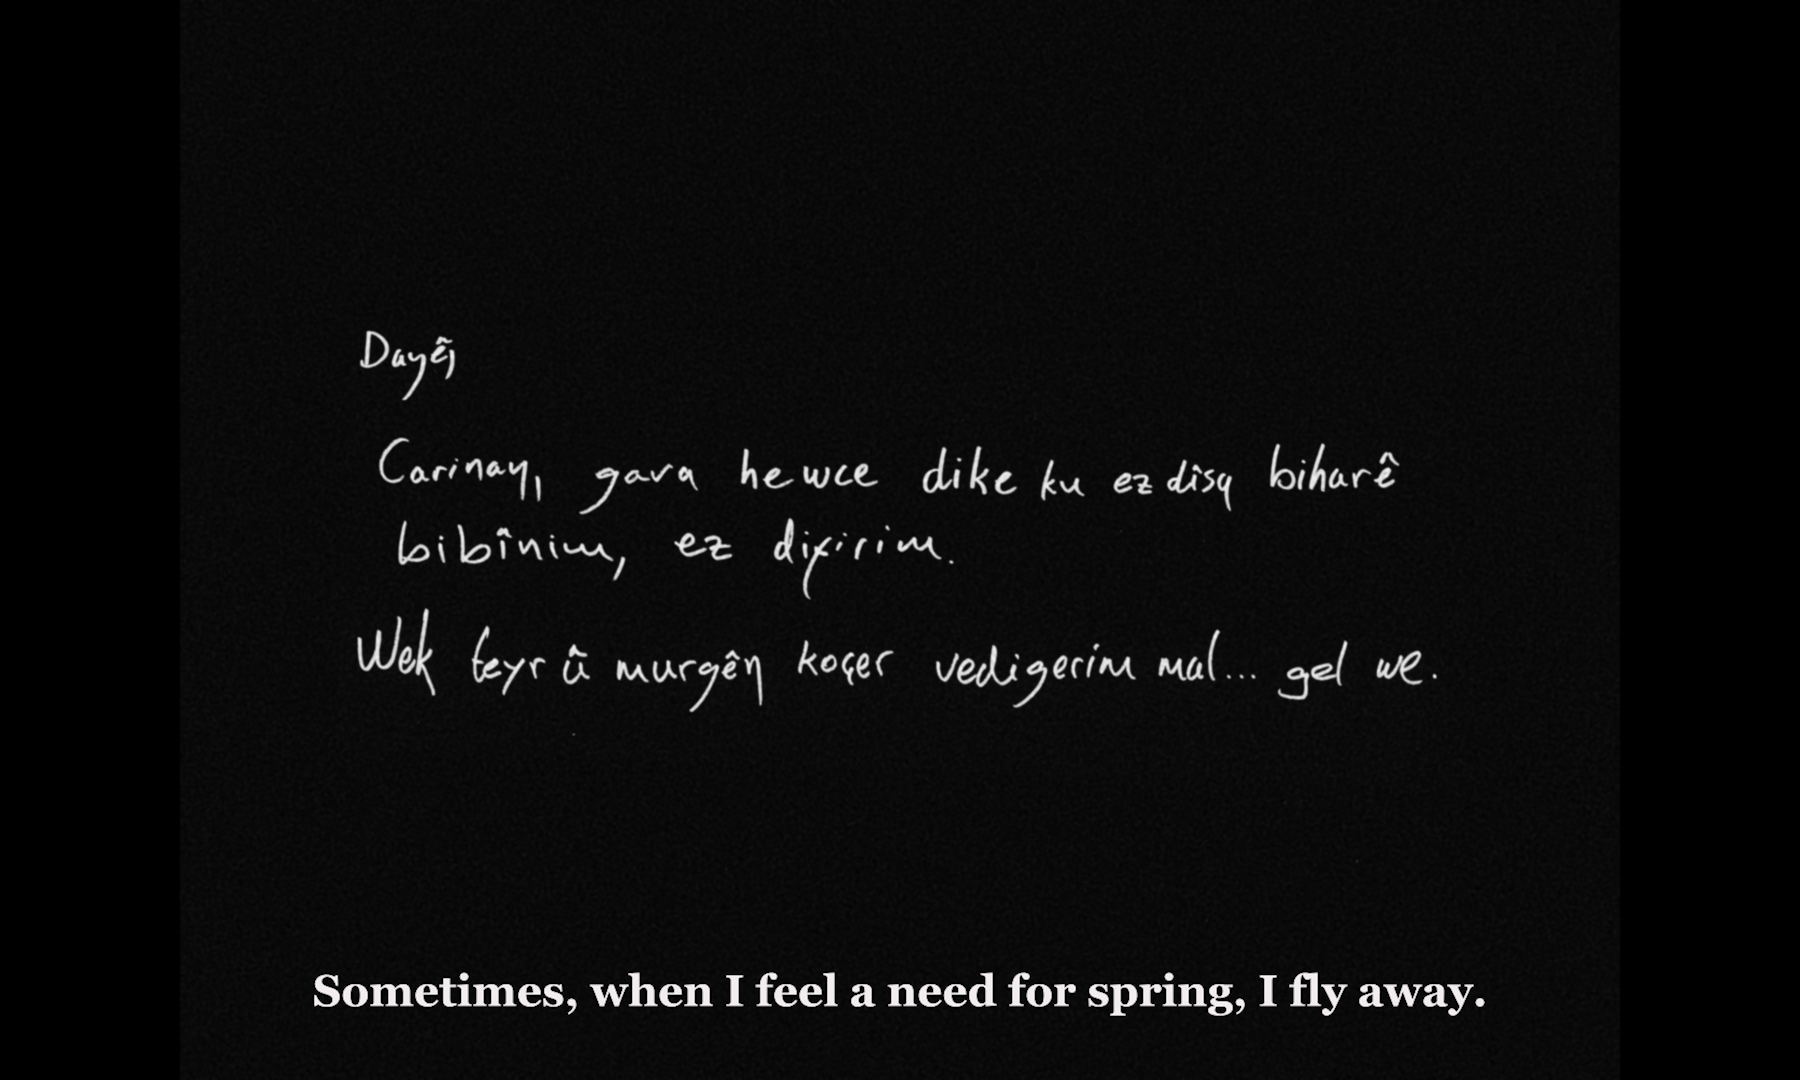 Dayê,
Carinan, gava hewce dike ku ez dîsa biharê
bibînim, ez difirim.
Wek teyr û murgên koçer vedigerim mal... gel we.
Sometimes, when I feel a need for spring, I fly away.